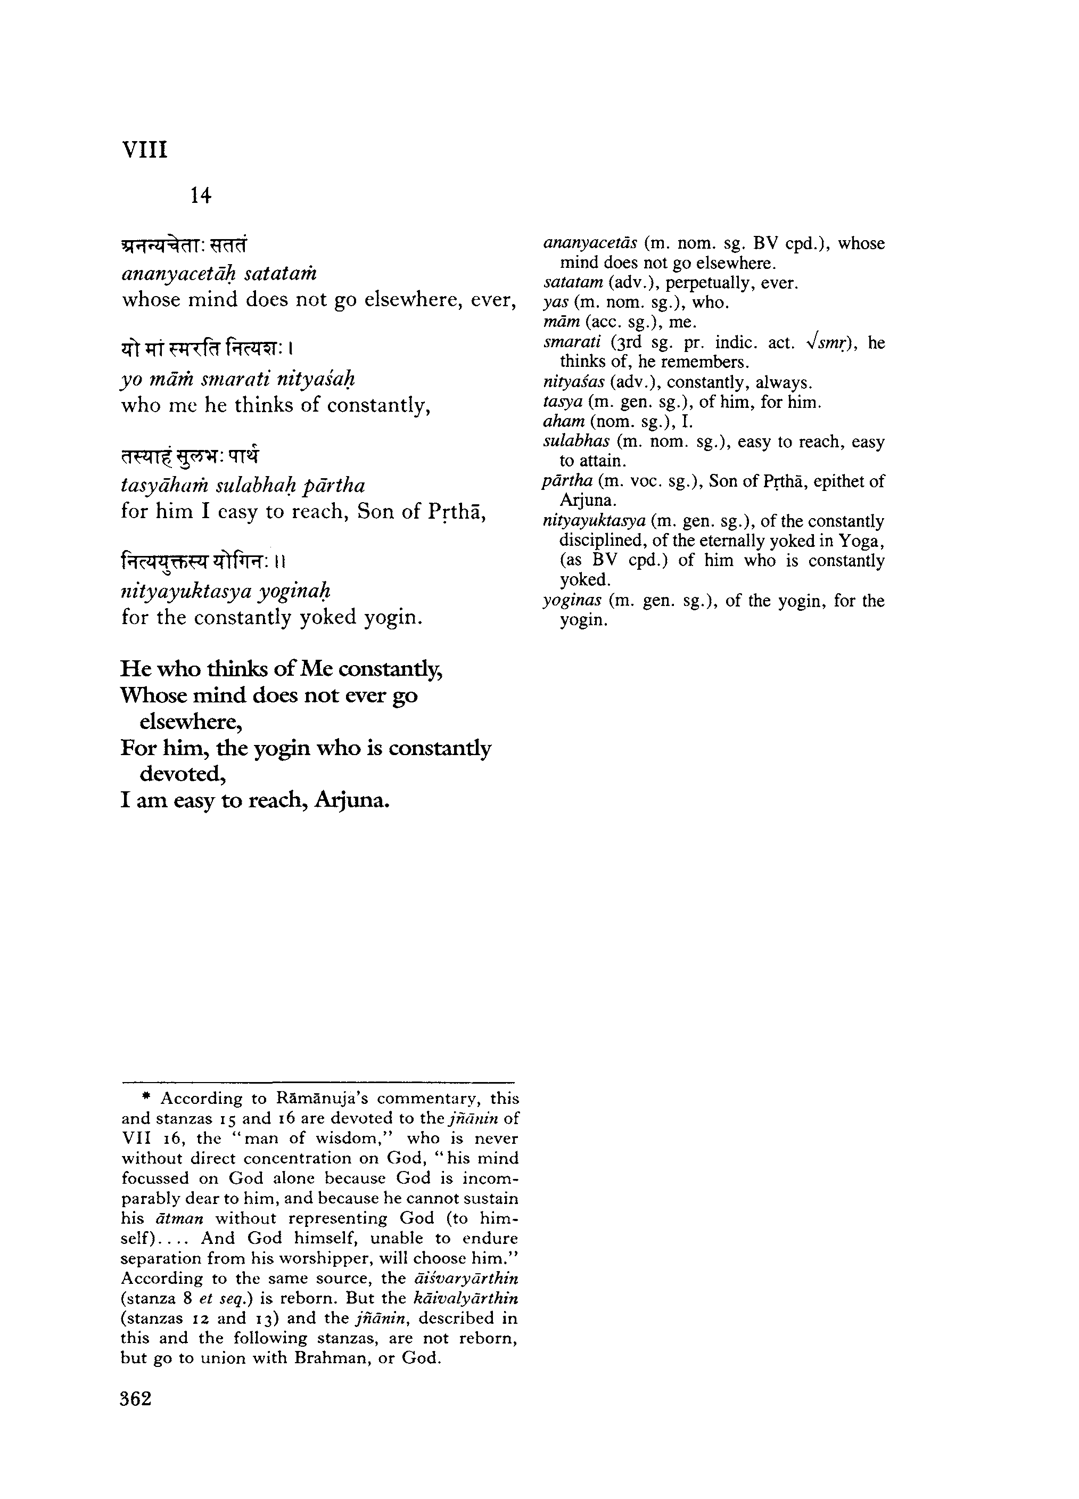 VIII
14
अनन्यचेताः सततं
ananyacetāḥ satataṁ
whose mind does not go elsewhere, ever,
यो मां स्मरति नित्यशः ।
yo māṁ smarati nityaśaḥ
who me he thinks of constantly,
तस्याहं सुलभः पार्थ
tasyāhaṁ sulabhaḥ pārtha
for him I easy to reach, Son of Pṛthā,
नित्ययुक्तस्य योगिनः ॥
nityayuktasya yoginaḥ
for the constantly yoked yogin.
He who thinks of Me constantly,
Whose mind does not ever go
elsewhere,
For him, the yogin who is constantly
devoted,
I am easy to reach, Arjuna.
* According to Rāmānuja's commentary, this
and stanzas 15 and 16 are devoted to the jñānin of
VII 16, the "man of wisdom," who is never
without direct concentration on God, "his mind
focussed on God alone because God is incom-
parably dear to him, and because he cannot sustain
his ātman without representing God (to him-
self).... And God himself, unable to endure
separation from his worshipper, will choose him."
According to the same source, the āiśvaryārthin
(stanza 8 et seq.) is reborn. But the kāivalyārthin
(stanzas 12 and 13) and the jñānin, described in
this and the following stanzas, are not reborn,
but go to union with Brahman, or God.
ananyacetās (m. nom. sg. BV cpd.), whose
mind does not go elsewhere.
satatam (adv.), perpetually, ever.
yas (m. nom. sg.), who.
mām (acc. sg.), me.
smarati (3rd sg. pr. indic. act. √smṛ), he
thinks of, he remembers.
nityaśas (adv.), constantly, always.
tasya (m. gen. sg.), of him, for him.
aham (nom. sg.), I.
sulabhas (m. nom. sg.), easy to reach, easy
to attain.
pārtha (m. voc. sg.), Son of Pṛthā, epithet of
Arjuna.
nityayuktasya (m. gen. sg.), of the constantly
disciplined, of the eternally yoked in Yoga,
(as BV cpd.) of him who is constantly
yoked.
yoginas (m. gen. sg.), of the yogin, for the
yogin.
362